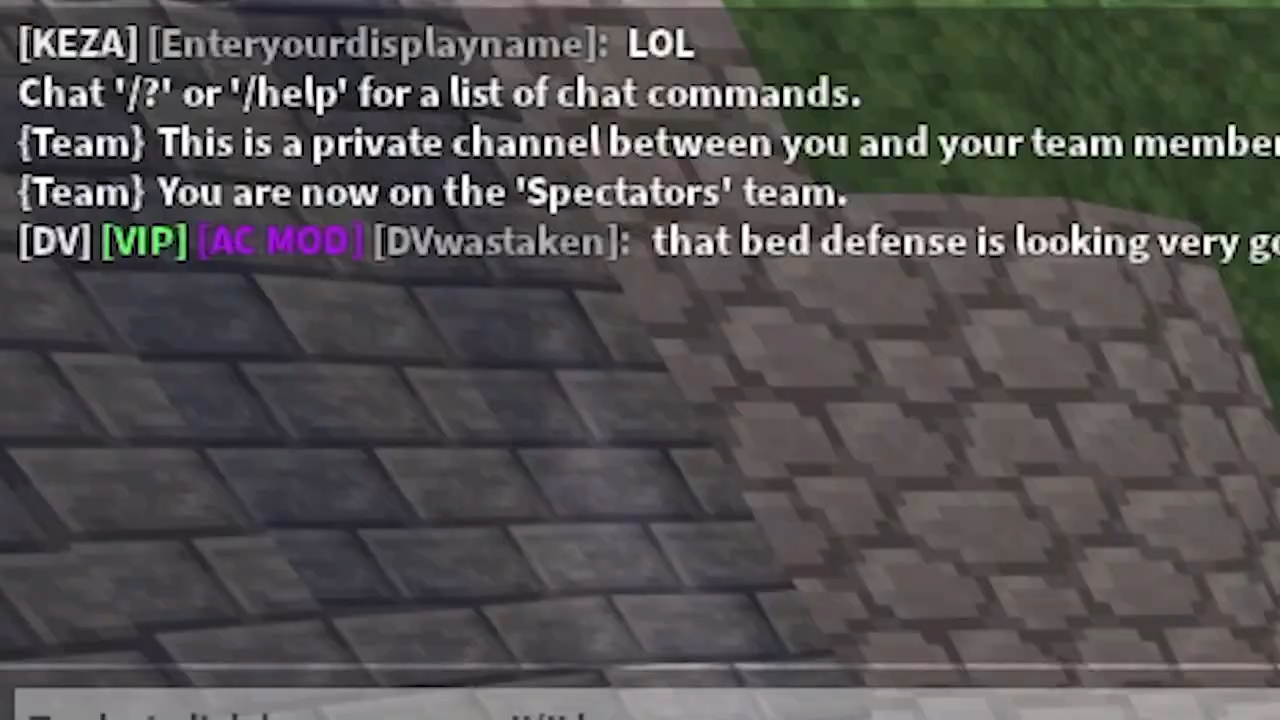 [KEZA] [Enteryourdisplayname]: LOL
Chat '/?' or '/help' for a list of chat commands.
{Team} This is a private channel between you and your team
{Team} You are now on the 'Spectators' team.
[DV] [VIP] [AC MOD] [DVwastaken]: that bed defense is looking very